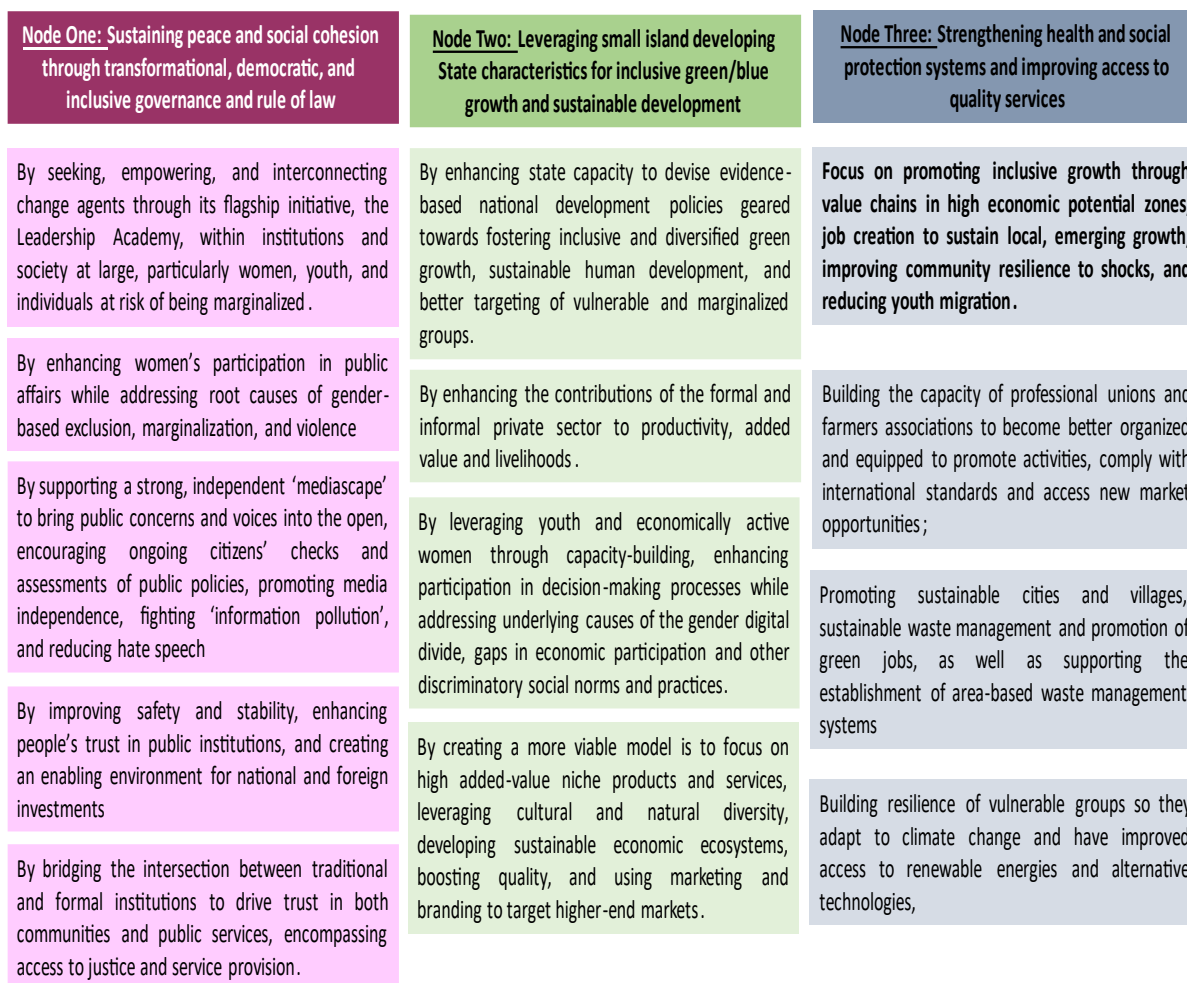 Node One: Sustaining peace and social cohesion
through transformational, democratic, and
inclusive governance and rule of law
By seeking, empowering, and interconnecting
change agents through its flagship initiative, the
Leadership Academy, within institutions and
society at large, particularly women, youth, and
individuals at risk of being marginalized.
By enhancing women's participation in public
affairs while addressing root causes of gender-
based exclusion, marginalization, and violence
By supporting a strong, independent 'mediascape'
to bring public concerns and voices into the open,
encouraging ongoing citizens' checks and
assessments of public policies, promoting media
independence, fighting 'information pollution',
and reducing hate speech
By improving safety and stability, enhancing
people's trust in public institutions, and creating
an enabling environment for national and foreign
investments
By bridging the intersection between traditional
and formal institutions to drive trust in both
communities and public services, encompassing
access to justice and service provision.
Node Two: Leveraging small island developing
State characteristics for inclusive green/blue
growth and sustainable development
By enhancing state capacity to devise evidence-
based national development policies geared
towards fostering inclusive and diversified green
growth, sustainable human development, and
better targeting of vulnerable and marginalized
groups.
By enhancing the contributions of the formal and
informal private sector to productivity, added
value and livelihoods.
By leveraging youth and economically active
women through capacity-building, enhancing
participation in decision-making processes while
addressing underlying causes of the gender digital
divide, gaps in economic participation and other
discriminatory social norms and practices.
By creating a more viable model is to focus on
high added-value niche products and services,
leveraging cultural and natural diversity,
developing sustainable economic ecosystems,
boosting quality, and using marketing and
branding to target higher-end markets.
Node Three: Strengthening health and social
protection systems and improving access to
quality services
Focus on promoting inclusive growth through
value chains in high economic potential zones,
job creation to sustain local, emerging growth,
improving community resilience to shocks, and
reducing youth migration.
Building the capacity of professional unions and
farmers associations to become better organized
and equipped to promote activities, comply with
international standards and access new market
opportunities;
Promoting sustainable cities and villages,
sustainable waste management and promotion of
green jobs, as well as supporting the
establishment of area-based waste management
systems
Building resilience of vulnerable groups so they
adapt to climate change and have improved
access to renewable energies and alternative
technologies,